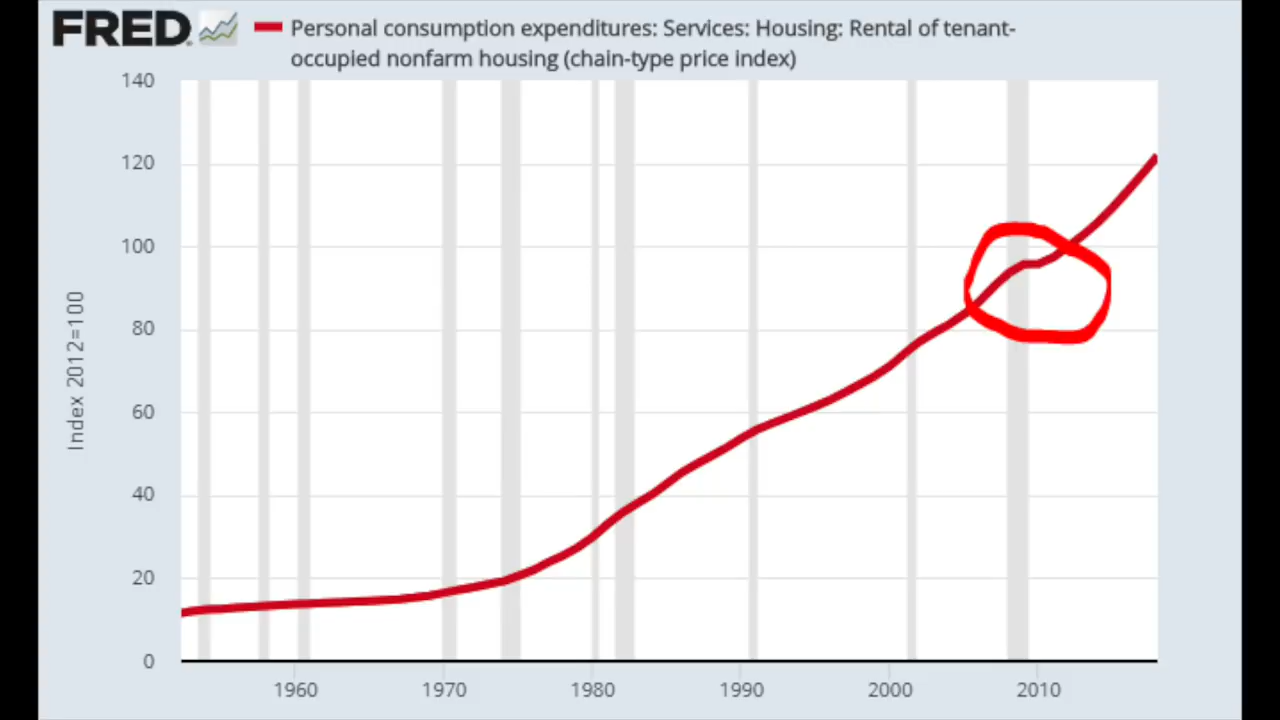 FRED
Personal consumption expenditures: Services: Housing: Rental of tenant-
occupied nonfarm housing (chain-type price index)
140
120
100
80
60
40
20
0
Index 2012=100
1960 1970 1980 1990 2000 2010